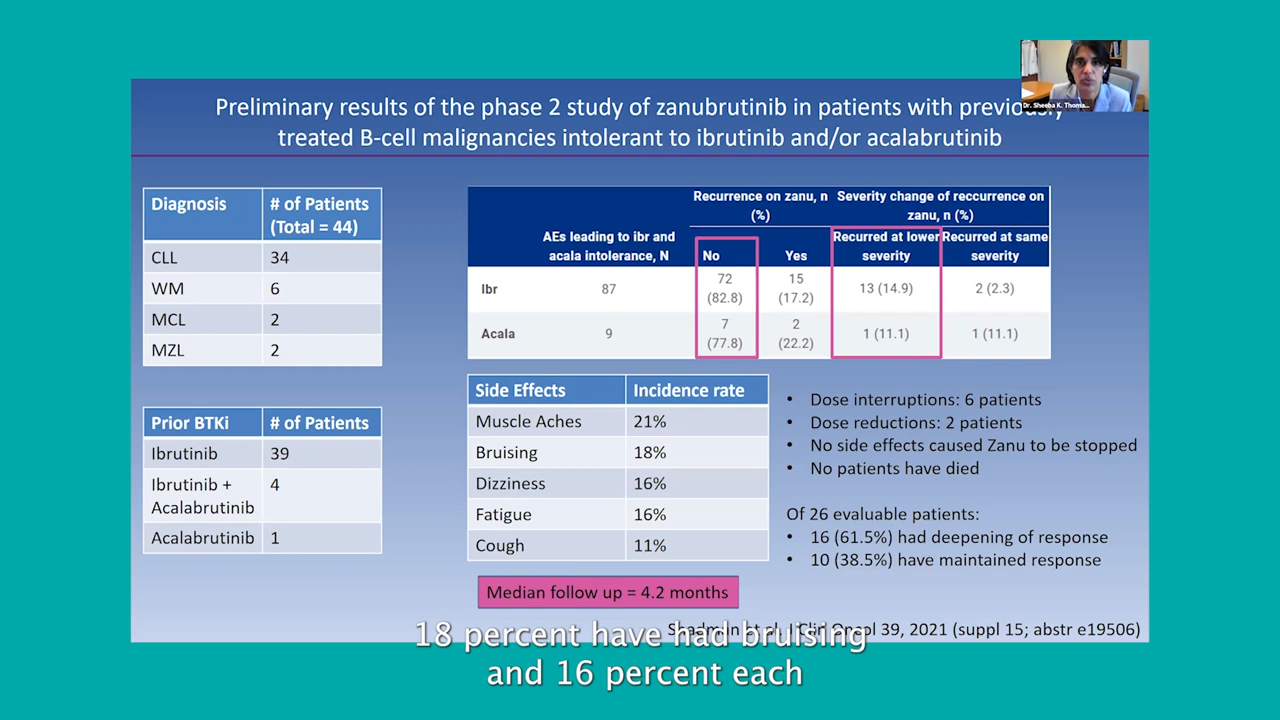 Dr. Sheeba K. Thoma...
Preliminary results of the phase 2 study of zanubrutinib in patients with previously
treated B-cell malignancies intolerant to ibrutinib and/or acalabrutinib
Diagnosis # of Patients
(Total = 44)
CLL 34
WM 6
MCL 2
MZL 2
Prior BTKi # of Patients
Ibrutinib 39
Ibrutinib + 4
Acalabrutinib
Acalabrutinib 1
Recurrence on zanu, n Severity change of reccurrence on
(%) zanu, n (%)
AEs leading to ibr and Recurred at lower Recurred at same
acala intolerance, N No Yes severity severity
Ibr 87 72 15 13 (14.9) 2 (2.3)
(82.8) (17.2)
Acala 9 7 2 1 (11.1) 1 (11.1)
(77.8) (22.2)
Side Effects Incidence rate
Muscle Aches 21%
Bruising 18%
Dizziness 16%
Fatigue 16%
Cough 11%
Median follow up = 4.2 months
• Dose interruptions: 6 patients
• Dose reductions: 2 patients
• No side effects caused Zanu to be stopped
• No patients have died
Of 26 evaluable patients:
• 16 (61.5%) had deepening of response
• 10 (38.5%) have maintained response
et al. J Clin Oncol 39, 2021 (suppl 15; abstr e19506)
18 percent have had bruising
and 16 percent each